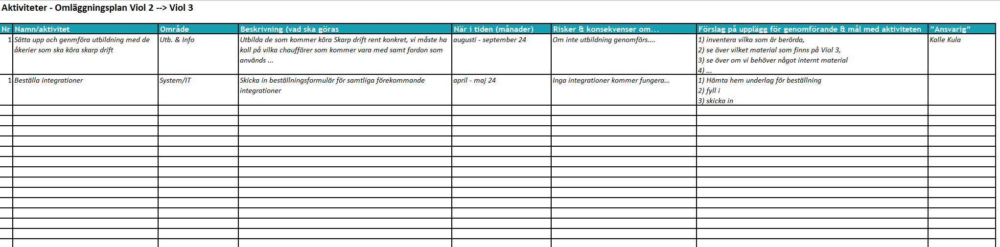 Aktiviteter - Omläggningsplan Viol 2 --> Viol 3
Nr Namn/aktivitet Område Beskrivning (vad ska göras När i tiden (månader) Risker & konsekvenser om... Förslag på upplägg för genomförande & mål med aktiviteten "Ansvarig"
1 Sätta upp och genmföra utbildning med de Utb. & Info Utbilda de som kommer köra Skarp drift rent konkret, vi måste ha augusti - september 24 Om inte utbildning genomförs.... 1) inventera vilka som är berörda, Kalle Kula
åkerier som ska köra skarp drift koll på vilka chaufförer som kommer vara med samt fordon som 2) se över vilket material som finns på Viol 3,
används ... 3) se över om vi behöver något internt material
4) ...
1 Beställa integrationer System/IT Skicka in beställningsformulär för samtliga förekommande april - maj 24 Inga integrationer kommer fungera... 1) Hämta hem underlag för beställning
integrationer 2) fyll i
3) skicka in